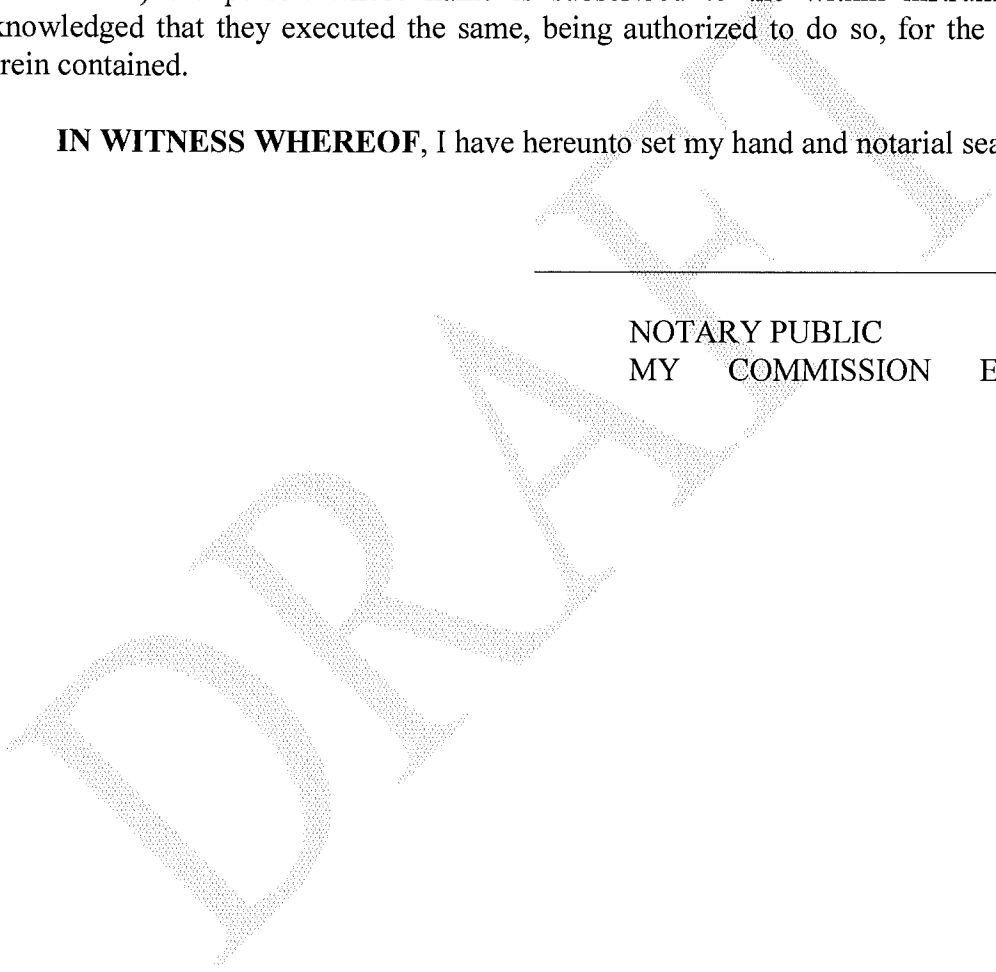 knowledged that they executed the same, being authorized to do so, for the
rein contained.
IN WITNESS WHEREOF, I have hereunto set my hand and notarial sea
NOTARY PUBLIC
MY COMMISSION E
DRAFT